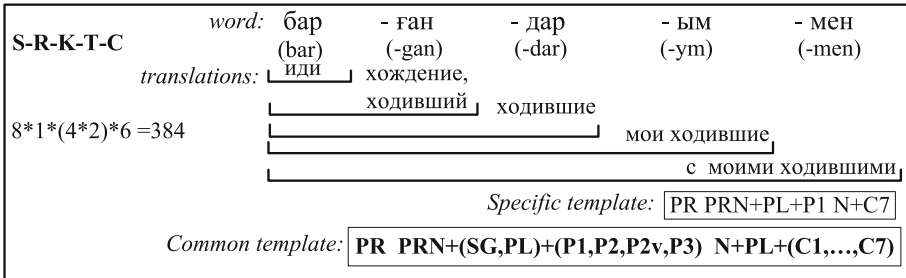 word: бар - ған - дар - ым - мен
S-R-K-T-C (bar) (-gan) (-dar) (-ym) (-men)
translations: иди хождение,
ходивший ходившие
8*1*(4*2)*6 =384 мои ходившие
с моими ходившими
Specific template: PR PRN+PL+P1 N+C7
Common template: PR PRN+(SG,PL)+(P1,P2,P2v,P3) N+PL+(C1,...,C7)